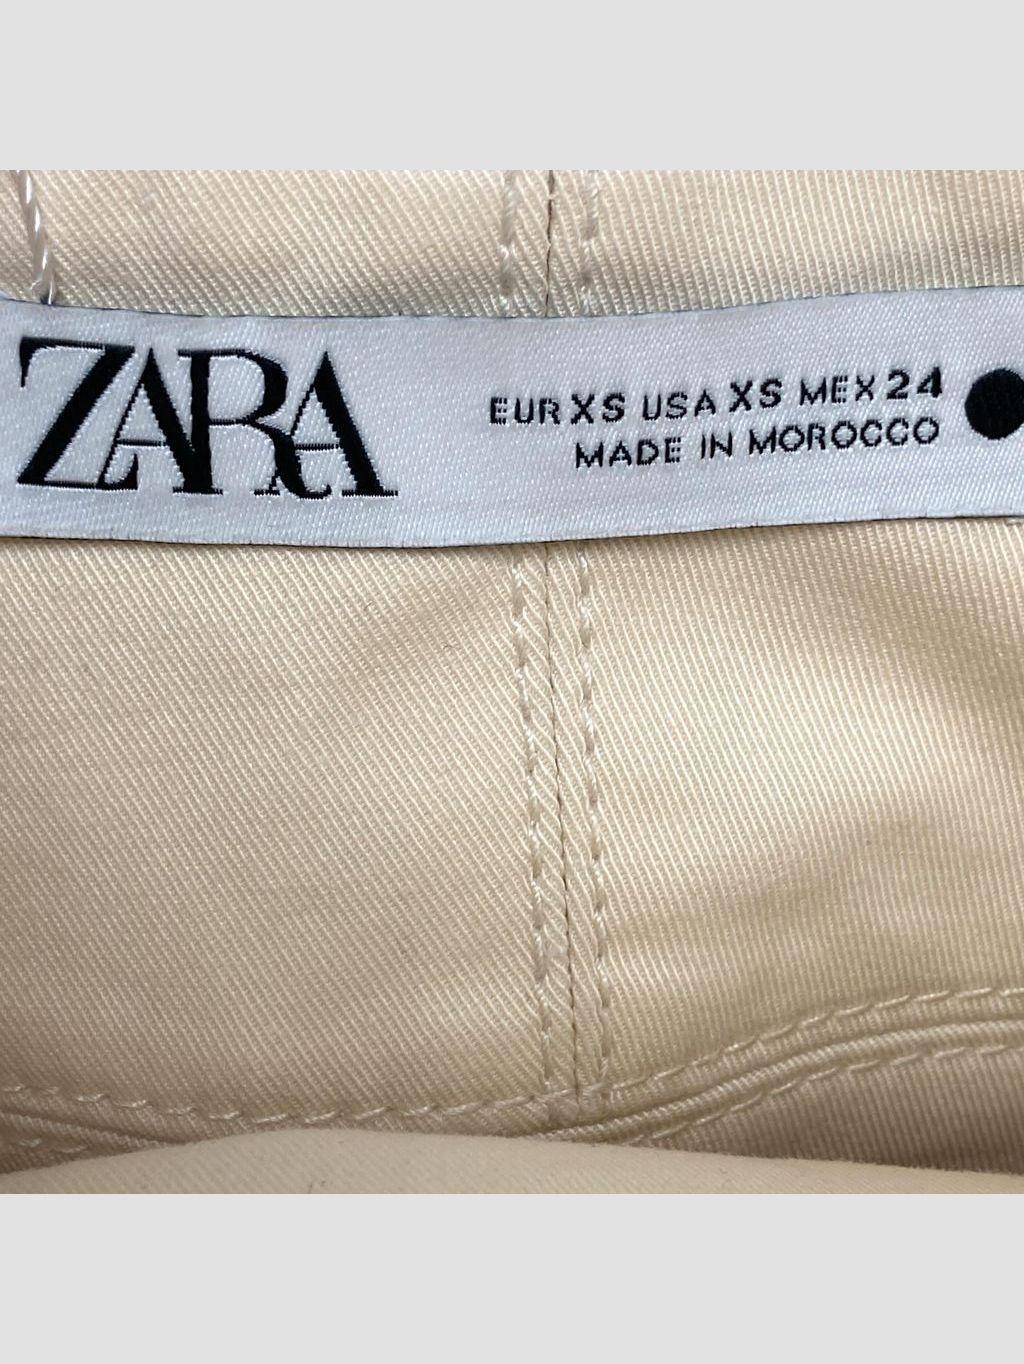 ZARA
EUR XS USA XS MEX 24
MADE IN MOROCCO